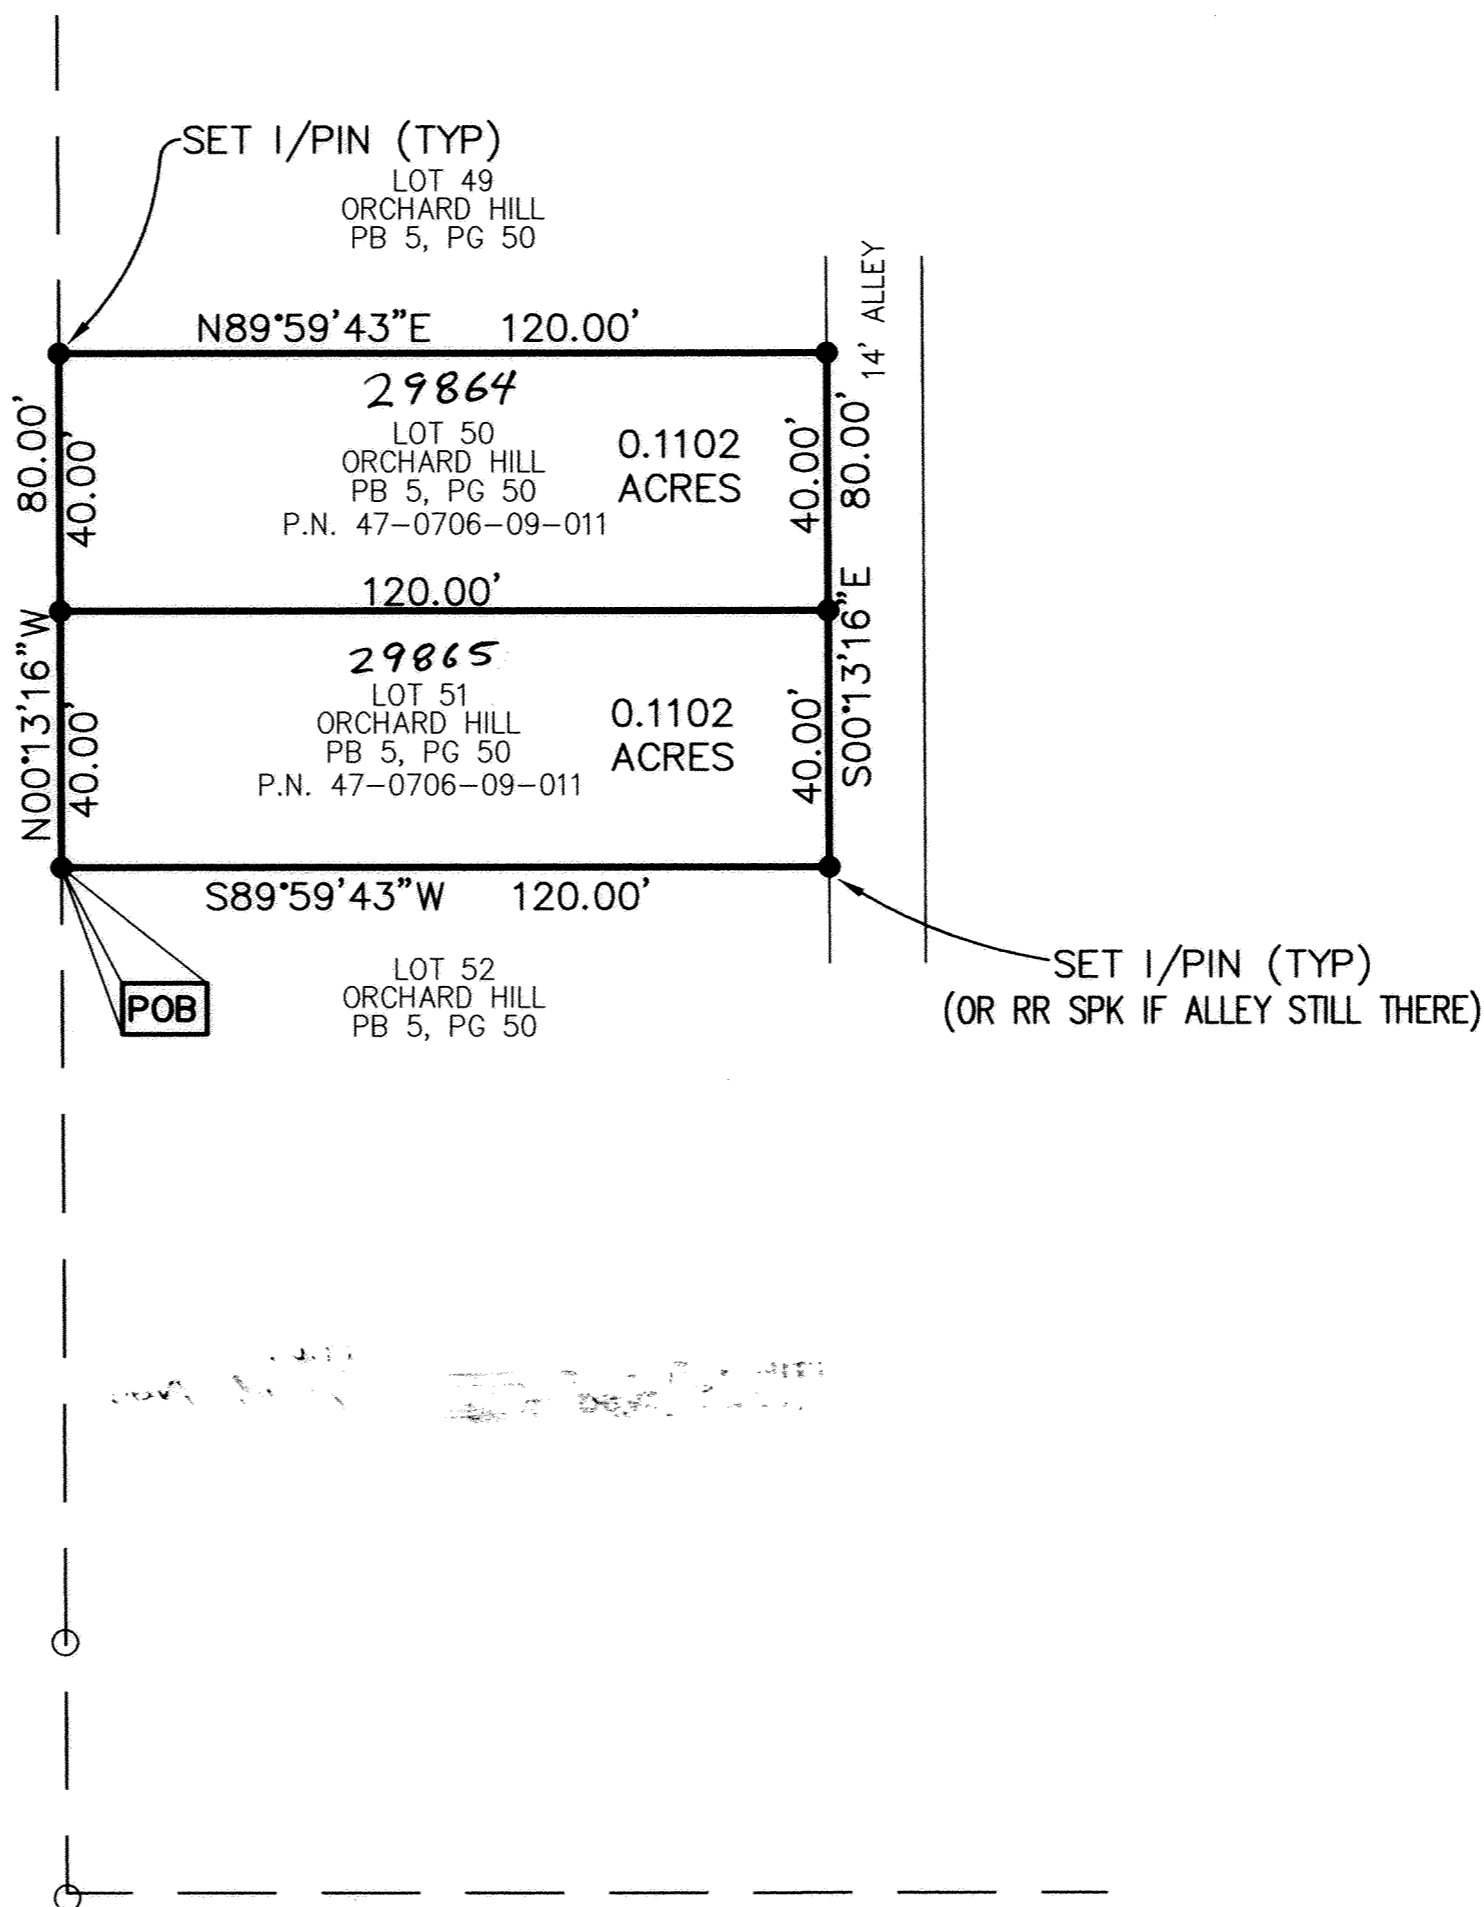 SET I/PIN (TYP)
LOT 49
ORCHARD HILL
PB 5, PG 50
14' ALLEY
N89°59'43"E 120.00'
80.00'
40.00'
29864
LOT 50
ORCHARD HILL
PB 5, PG 50
P.N. 47-0706-09-011
0.1102
ACRES
40.00'
80.00'
120.00'
N00°13'16"W
40.00'
29865
LOT 51
ORCHARD HILL
PB 5, PG 50
P.N. 47-0706-09-011
0.1102
ACRES
40.00'
S00°13'16"E
S89°59'43"W 120.00'
POB
LOT 52
ORCHARD HILL
PB 5, PG 50
SET I/PIN (TYP)
(OR RR SPK IF ALLEY STILL THERE)